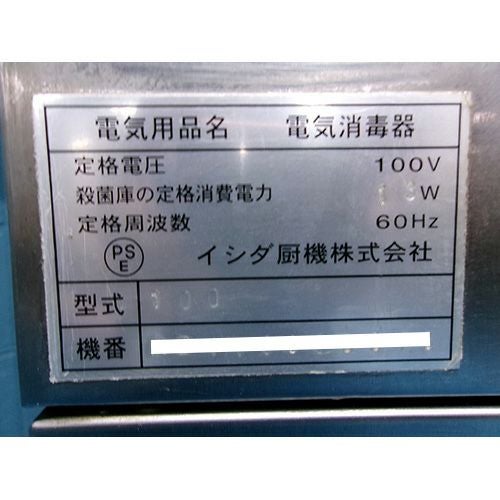 電気用品名 電気消毒器
定格電圧 100V
殺菌庫の定格消費電力 W
定格周波数 60Hz
PS
E
イシダ厨機株式会社
型式 100
機番